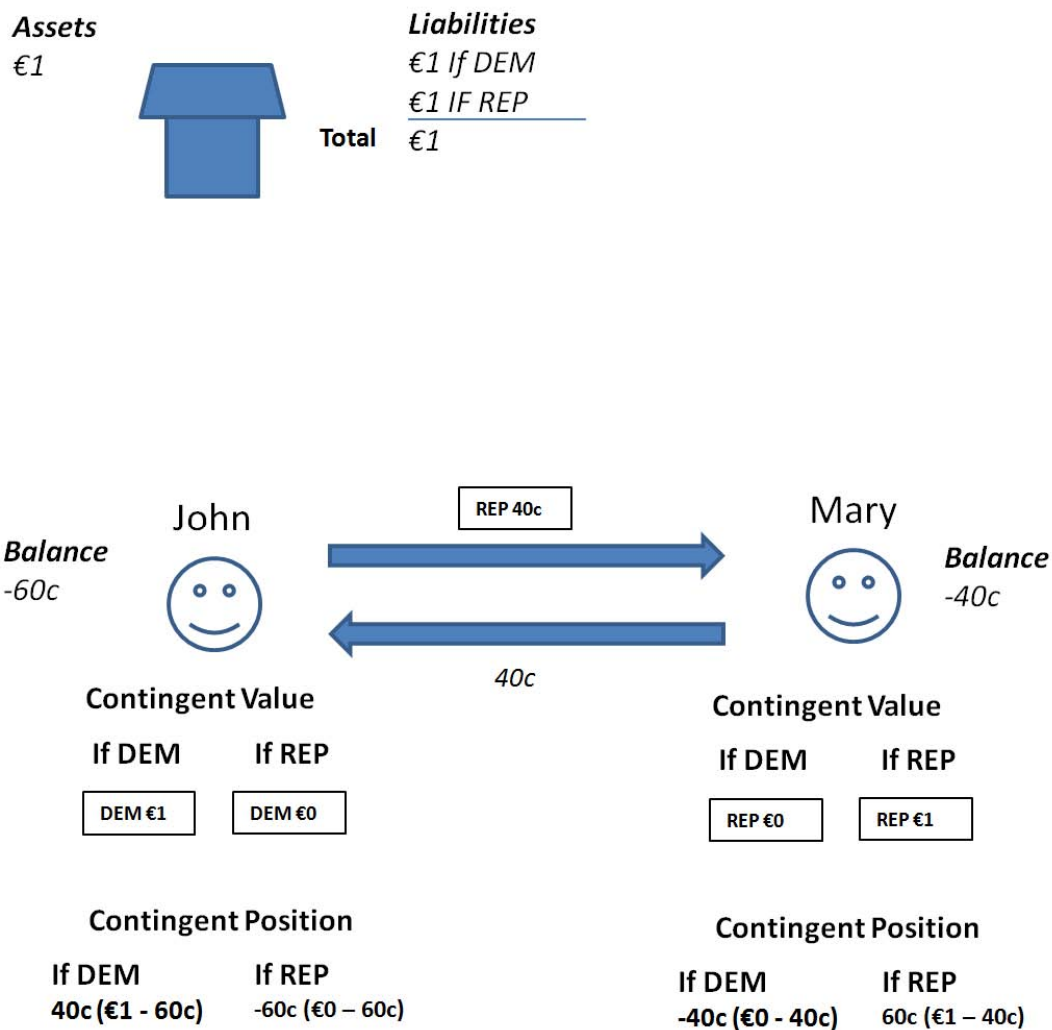 Assets
€1
Liabilities
€1 If DEM
€1 IF REP
Total €1
John
Balance
-60c
REP 40c
40c
Mary
Balance
-40c
Contingent Value
If DEM If REP
DEM €1 DEM €0
Contingent Position
If DEM If REP
40c (€1 - 60c) -60c (€0 – 60c)
Contingent Value
If DEM If REP
REP €0 REP €1
Contingent Position
If DEM If REP
-40c (€0 - 40c) 60c (€1 – 40c)